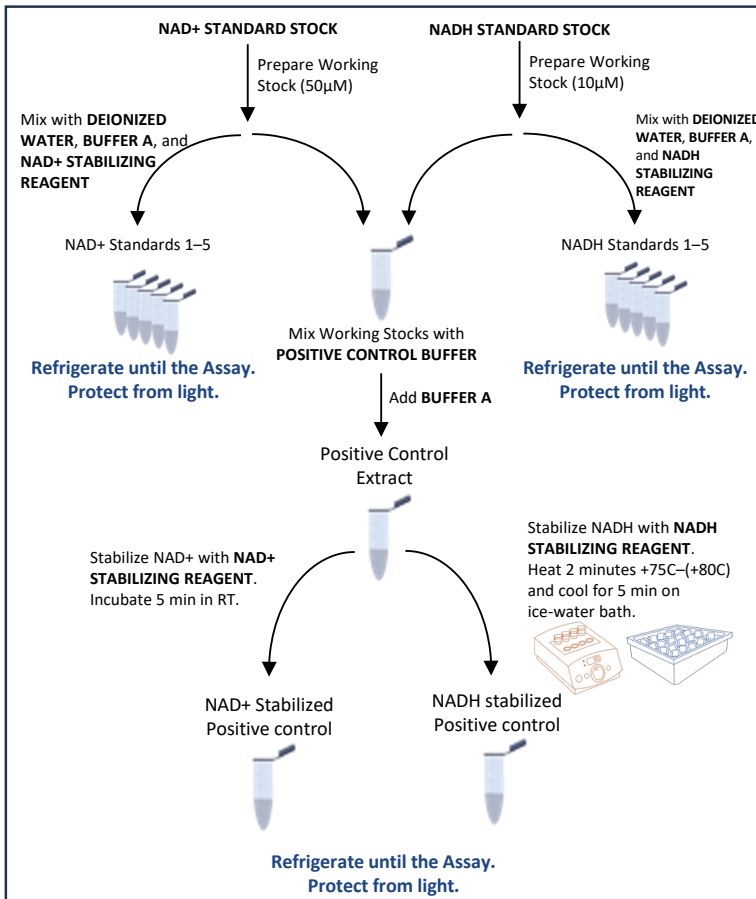 NAD+ STANDARD STOCK
NADH STANDARD STOCK
Prepare Working
Stock (50µM)
Prepare Working
Stock (10µM)
Mix with DEIONIZED
WATER, BUFFER A, and
NAD+ STABILIZING
REAGENT
Mix with DEIONIZED
WATER, BUFFER A,
and NADH
STABILIZING
REAGENT
NAD+ Standards 1–5
NADH Standards 1–5
Refrigerate until the Assay.
Protect from light.
Mix Working Stocks with
POSITIVE CONTROL BUFFER
Refrigerate until the Assay.
Protect from light.
Add BUFFER A
Positive Control
Extract
Stabilize NAD+ with NAD+
STABILIZING REAGENT.
Incubate 5 min in RT.
Stabilize NADH with NADH
STABILIZING REAGENT.
Heat 2 minutes +75C–(+80C)
and cool for 5 min on
ice-water bath.
NAD+ Stabilized
Positive control
NADH stabilized
Positive control
Refrigerate until the Assay.
Protect from light.